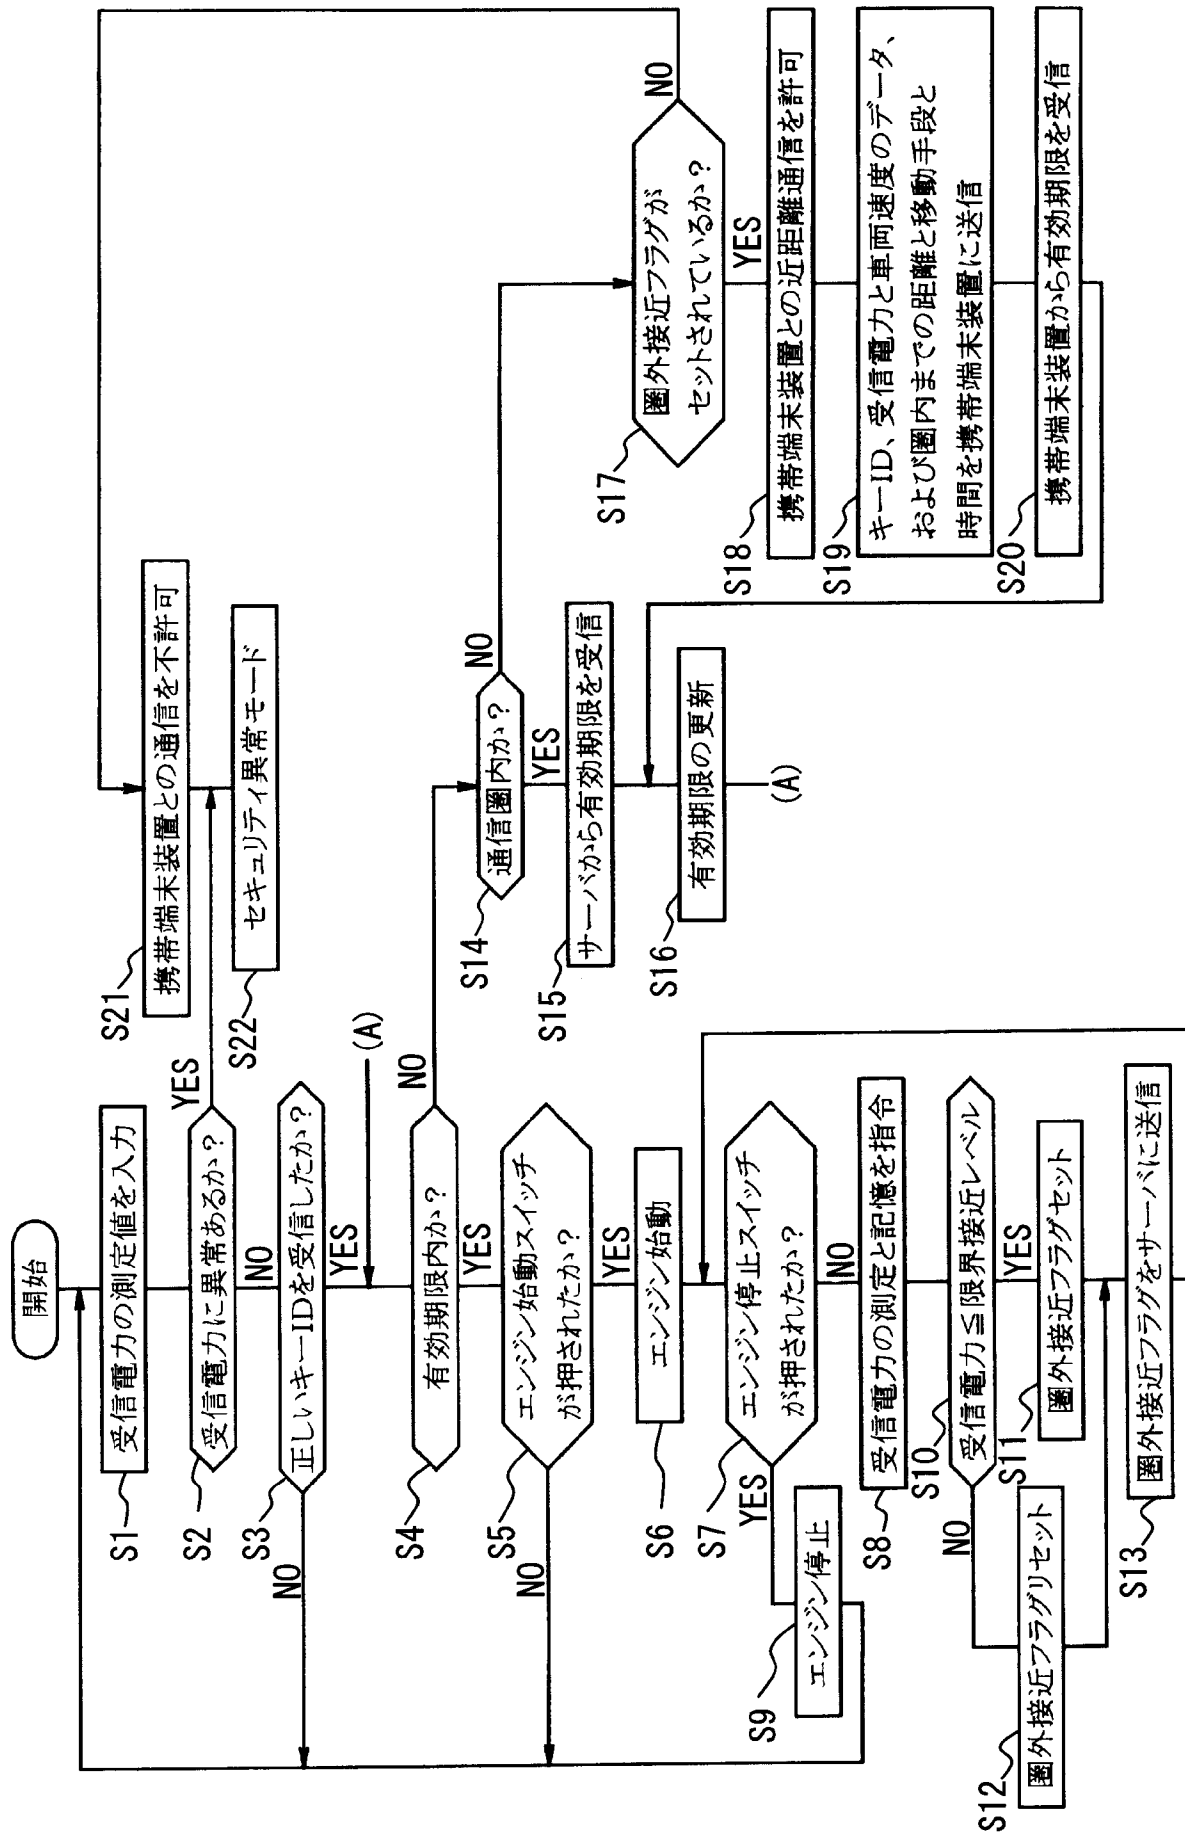 開始
S1
受信電力の測定値を入力
S2
受信電力に異常あるか?
YES
NO
S3
正しいキーIDを受信したか?
NO
YES
(A)
S4
有効期限内か?
NO
YES
S5
エンジン始動スイッチ
が押されたか?
NO
YES
S6
エンジン始動
S7
エンジン停止スイッチ
が押されたか?
YES
NO
S9
エンジン停止
S8
受信電力の測定と記憶を指令
S10
受信電力≦限界接近レベル
NO
YES
S11
圏外接近フラグセット
S12
圏外接近フラグリセット
S13
圏外接近フラグをサーバに送信
S21
携帯端末装置との通信を不許可
S22
セキュリティ異常モード
S14
通信圏内か?
NO
YES
S15
サーバから有効期限を受信
S16
有効期限の更新
(A)
S17
圏外接近フラグが
セットされているか?
NO
YES
S18
携帯端末装置との近距離通信を許可
S19
キーID、受信電力と車両速度のデータ、
および圏内までの距離と移動手段と
時間を携帯端末装置に送信
S20
携帯端末装置から有効期限を受信